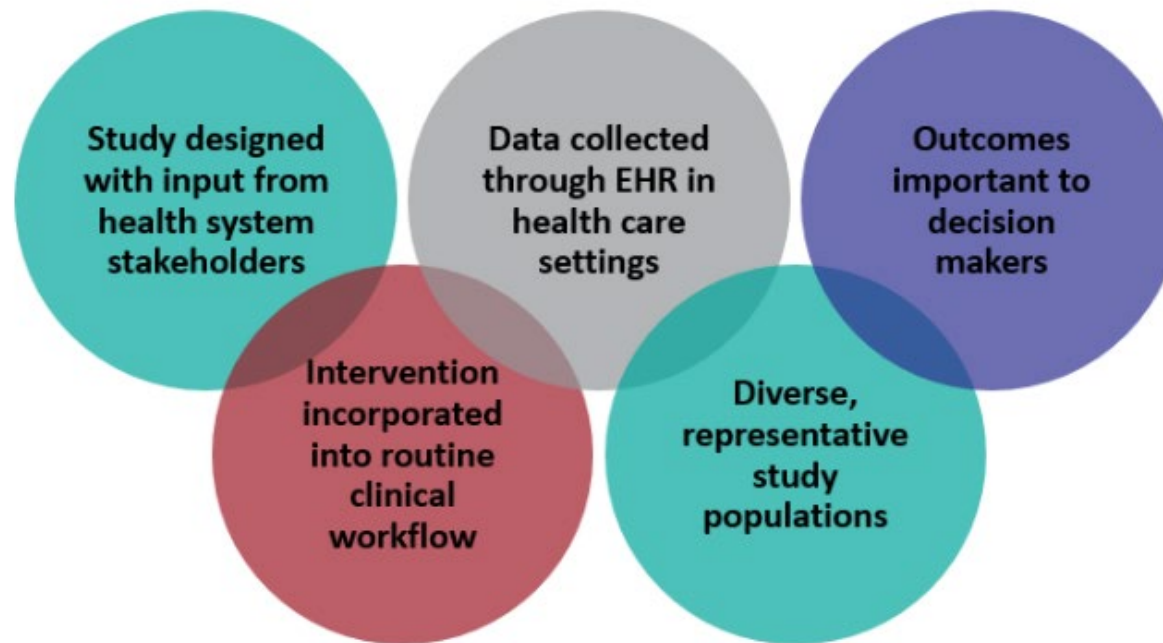 Study designed
with input from
health system
stakeholders
Intervention
incorporated
into routine
clinical
workflow
Data collected
through EHR in
health care
settings
Diverse,
representative
study
populations
Outcomes
important to
decision
makers